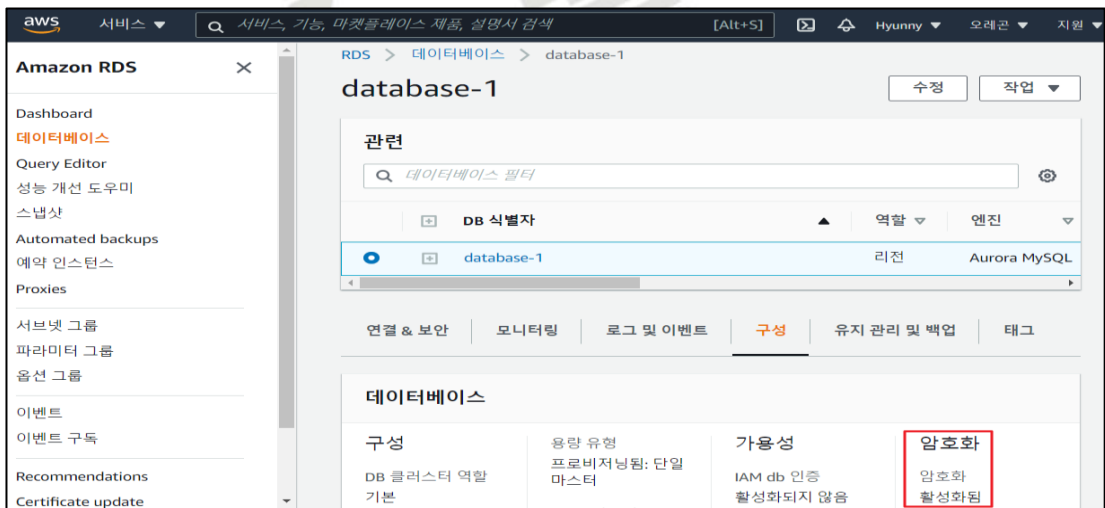 aws 서비스 ▼ 서비스, 기능, 마켓플레이스 제품, 설명서 검색 [Alt+S] Hyunny ▼ 오레곤 ▼ 지원 ▼
Amazon RDS
Dashboard
데이터베이스
Query Editor
성능 개선 도우미
스냅샷
Automated backups
예약 인스턴스
Proxies
서브넷 그룹
파라미터 그룹
옵션 그룹
이벤트
이벤트 구독
Recommendations
Certificate update
RDS > 데이터베이스 > database-1
database-1
수정 작업 ▼
관련
데이터베이스 필터
DB 식별자 ▲ 역할 엔진
database-1 리전 Aurora MySQL
연결 & 보안 모니터링 로그 및 이벤트 구성 유지 관리 및 백업 태그
데이터베이스
구성
DB 클러스터 역할
기본
용량 유형
프로비저닝됨: 단일
마스터
가용성
IAM db 인증
활성화되지 않음
암호화
암호화
활성화됨